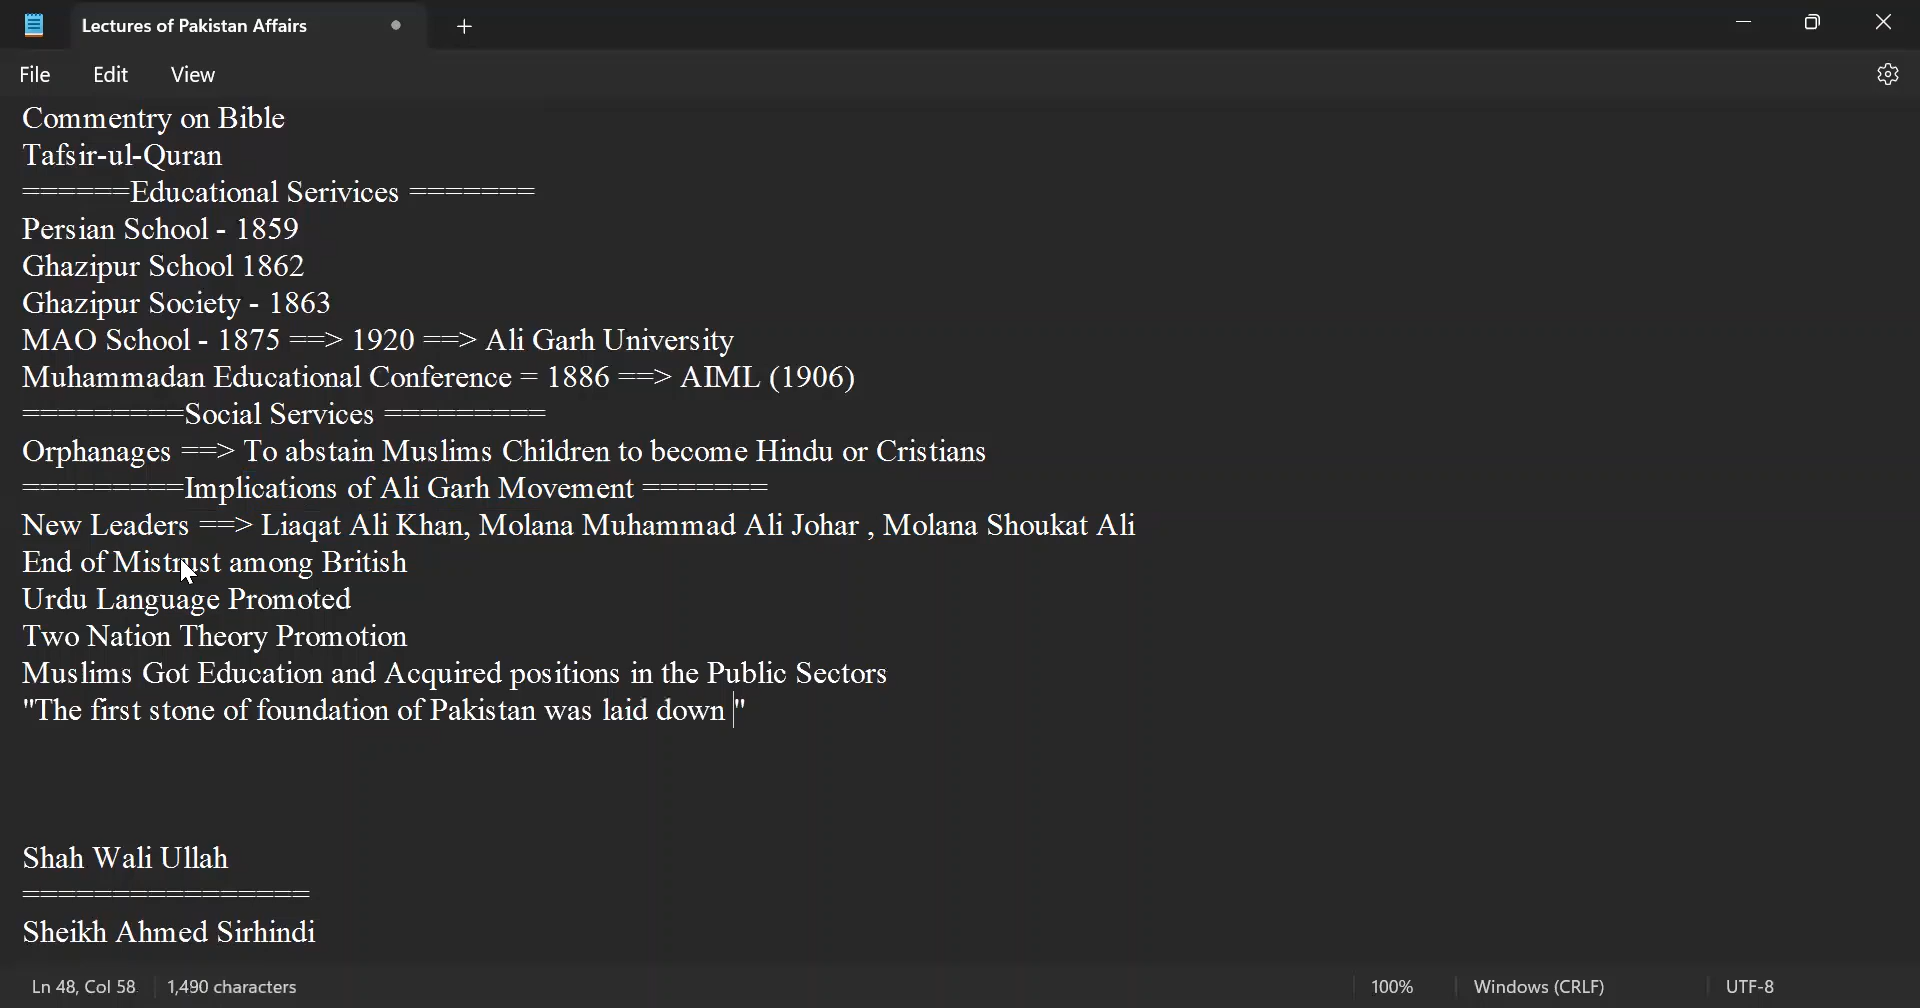 Lectures of Pakistan Affairs
File Edit View
Commentry on Bible
Tafsir-ul-Quran
======Educational Serivices =======
Persian School - 1859
Ghazipur School 1862
Ghazipur Society - 1863
MAO School - 1875 ==> 1920 ==> Ali Garh University
Muhammadan Educational Conference = 1886 ==> AIML (1906)
=========Social Services =========
Orphanages ==> To abstain Muslims Children to become Hindu or Cristians
=========Implications of Ali Garh Movement =======
New Leaders ==> Liaqat Ali Khan, Molana Muhammad Ali Johar , Molana Shoukat Ali
End of Mistrust among British
Urdu Language Promoted
Two Nation Theory Promotion
Muslims Got Education and Acquired positions in the Public Sectors
"The first stone of foundation of Pakistan was laid down "
Shah Wali Ullah
================
Sheikh Ahmed Sirhindi
Ln 48, Col 58 1,490 characters 100% Windows (CRLF) UTF-8